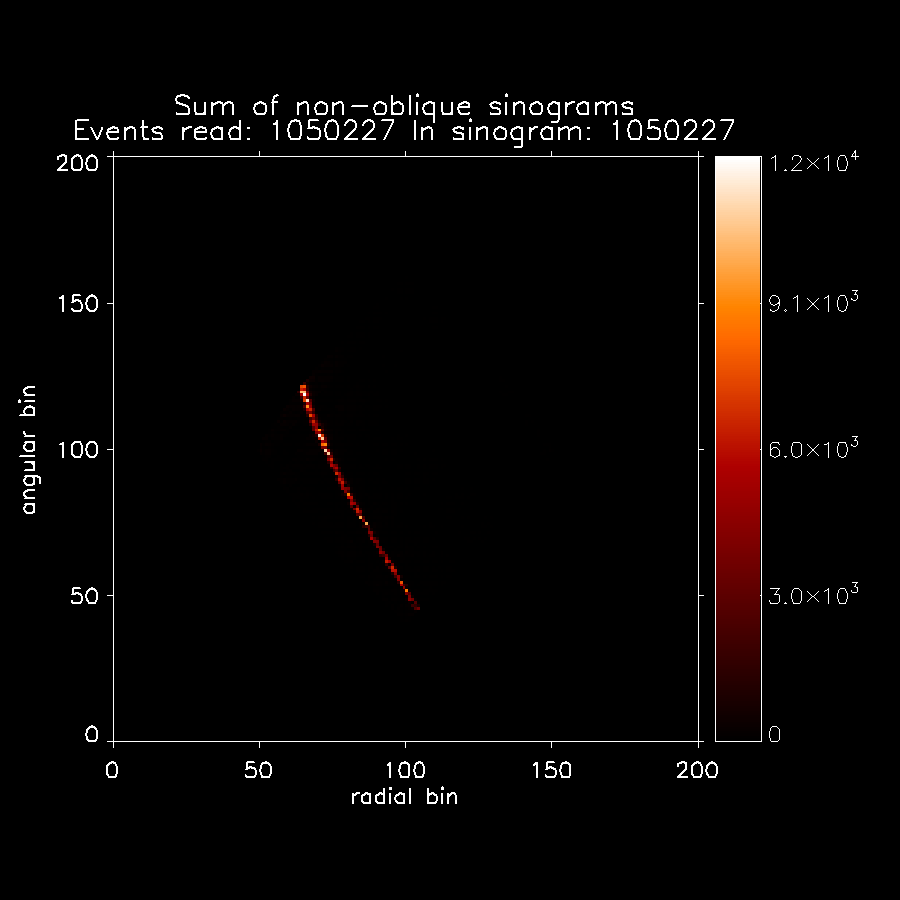 Sum of non-oblique sinograms
Events read: 1050227 In sinogram: 1050227
200
150
100
50
0
angular bin
0 50 100 150 200
radial bin
1.2×10⁴
9.1×10³
6.0×10³
3.0×10³
0